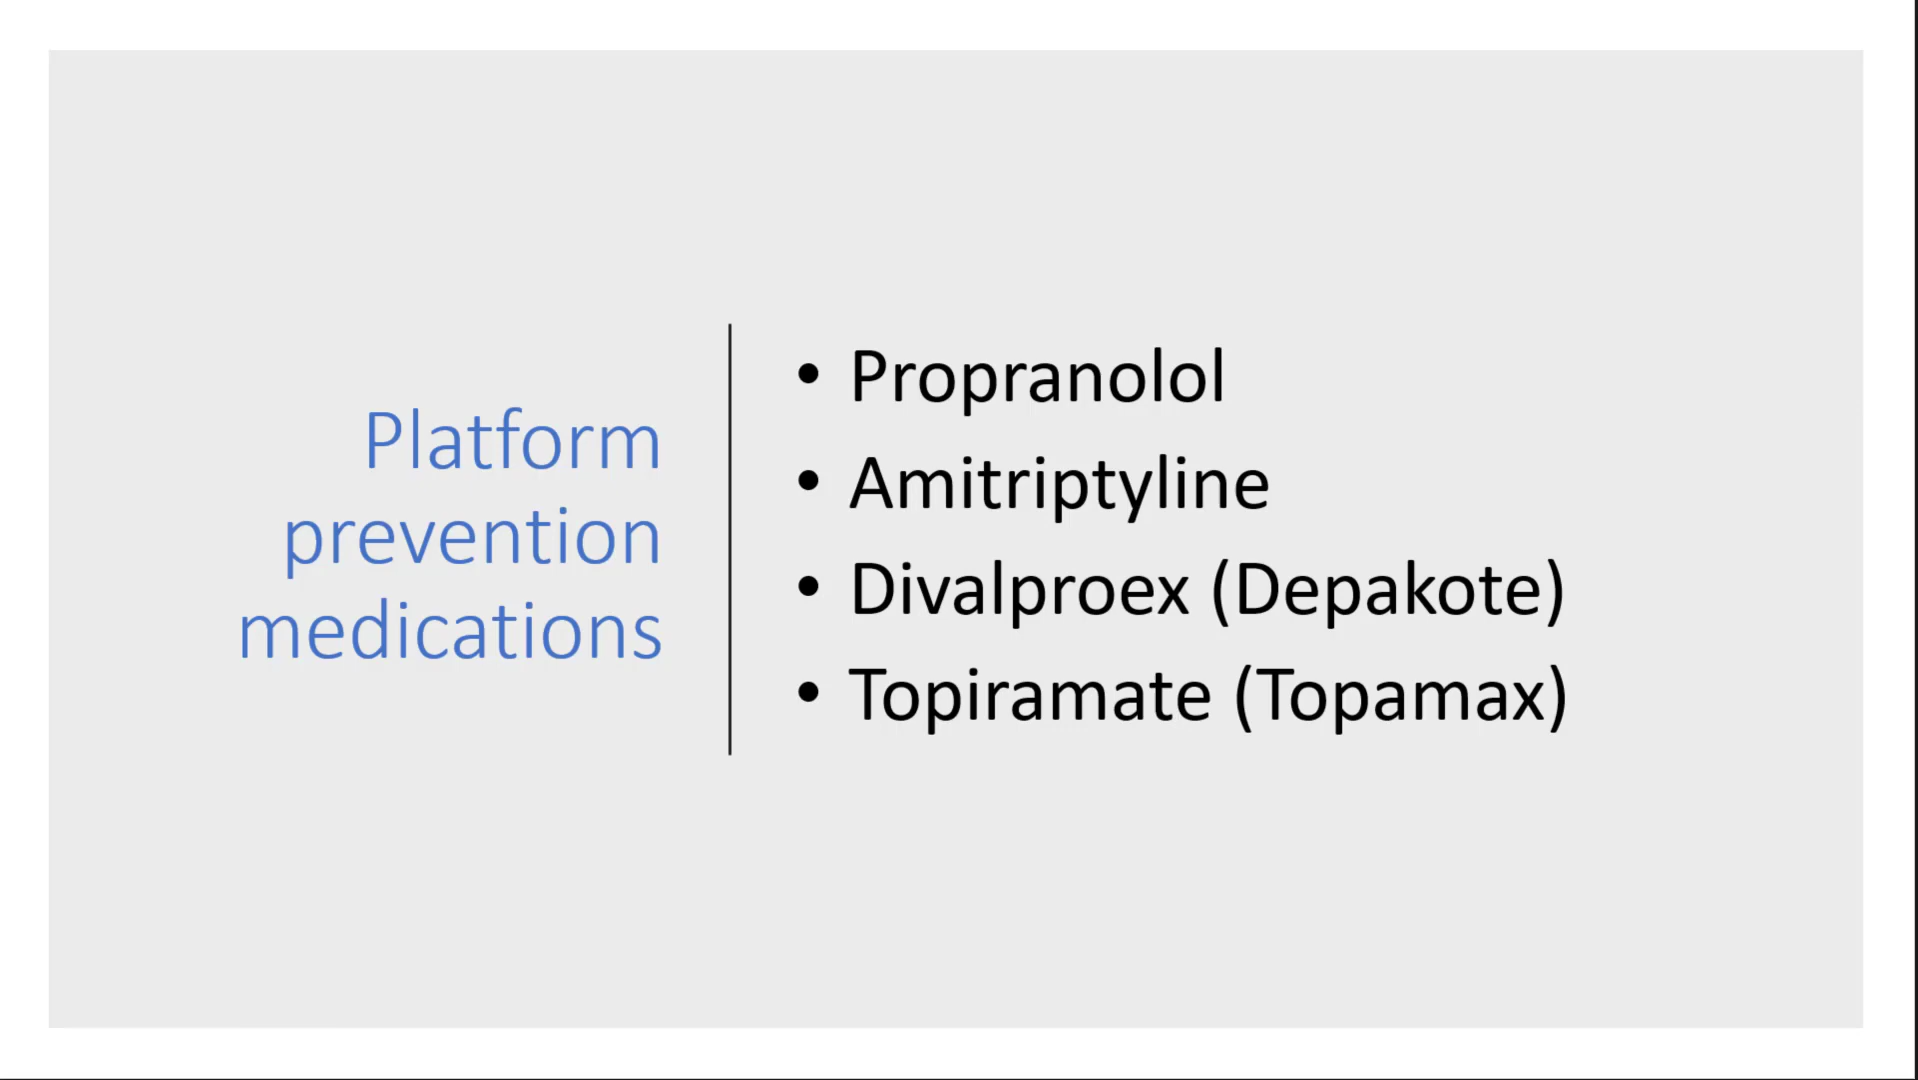 Platform
prevention
medications
• Propranolol
• Amitriptyline
• Divalproex (Depakote)
• Topiramate (Topamax)